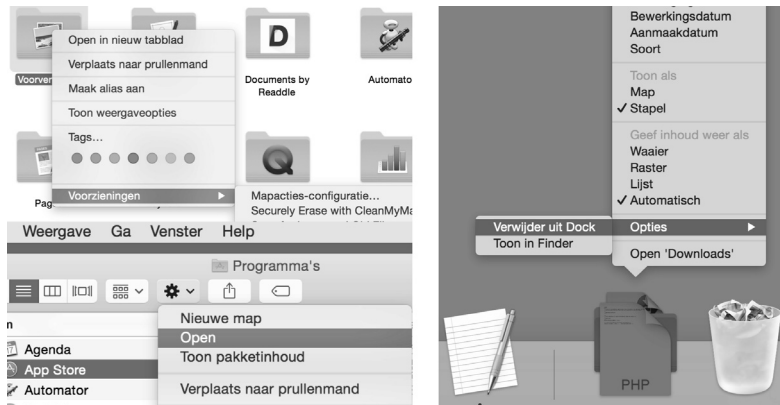 Open in nieuw tabblad
Verplaats naar prullenmand
Maak alias aan
Toon weergaveopties
Tags...
Voorzieningen
Mapacties-configuratie...
Securely Erase with CleanMyMa
Voorver
D
Documents by
Readdle
Automato
Pag
Weergave Ga Venster Help
Programma's
Nieuwe map
Open
Toon pakketinhoud
Verplaats naar prullenmand
Agenda
App Store
Automator
Bewerkingsdatum
Aanmaakdatum
Soort
Toon als
Map
✓ Stapel
Geef inhoud weer als
Waaier
Raster
Lijst
✓ Automatisch
Opties
Verwijder uit Dock
Toon in Finder
Open 'Downloads'
PHP